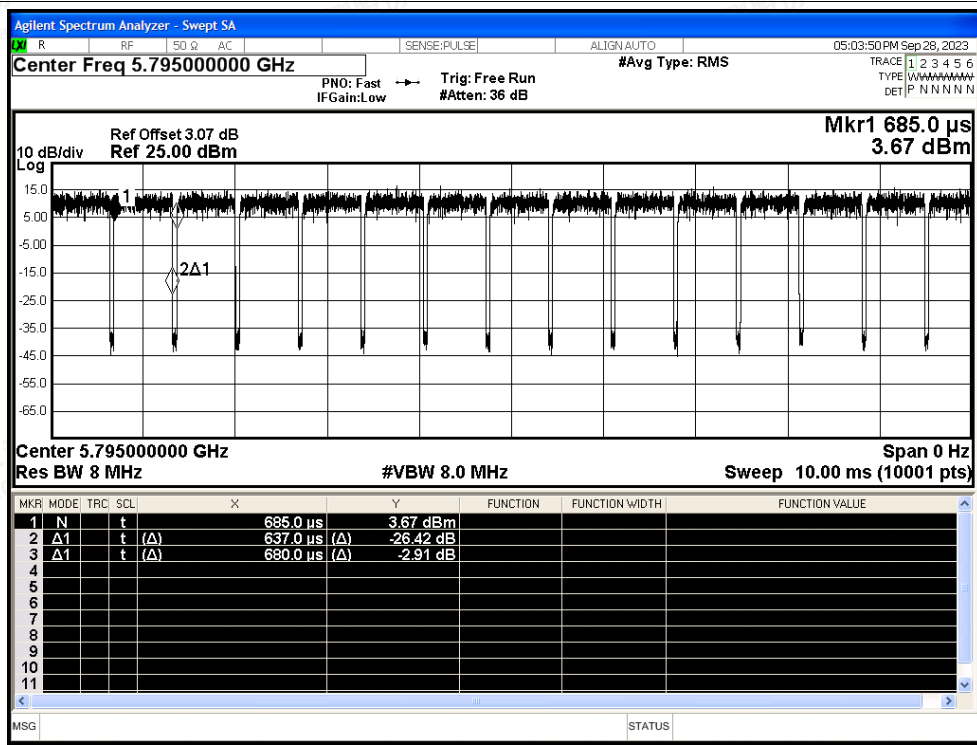 Agilent Spectrum Analyzer - Swept SA
LXI R RF 50 Ω AC SENSE:PULSE ALIGN AUTO 05:03:50 PM Sep 28, 2023
Center Freq 5.795000000 GHz #Avg Type: RMS TRACE 1 2 3 4 5 6
PNO: Fast Trig: Free Run TYPE
IFGain:Low #Atten: 36 dB DET P N N N N N
Mkr1 685.0 µs
Ref Offset 3.07 dB
10 dB/div Ref 25.00 dBm 3.67 dBm
Log
15.0
1
5.00
-5.00
-15.0
2Δ1
-25.0
-35.0
-45.0
-55.0
-65.0
Center 5.795000000 GHz Span 0 Hz
Res BW 8 MHz #VBW 8.0 MHz Sweep 10.00 ms (10001 pts)
MKR MODE TRC SCL X Y FUNCTION FUNCTION WIDTH FUNCTION VALUE
1 N t 685.0 µs 3.67 dBm
2 Δ1 t (Δ) 637.0 µs (Δ) -26.42 dB
3 Δ1 t (Δ) 680.0 µs (Δ) -2.91 dB
4
5
6
7
8
9
10
11
MSG STATUS